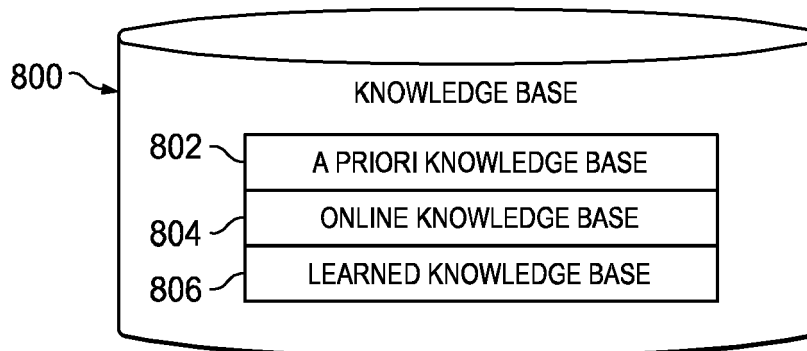 800
KNOWLEDGE BASE
802
A PRIORI KNOWLEDGE BASE
804
ONLINE KNOWLEDGE BASE
806
LEARNED KNOWLEDGE BASE